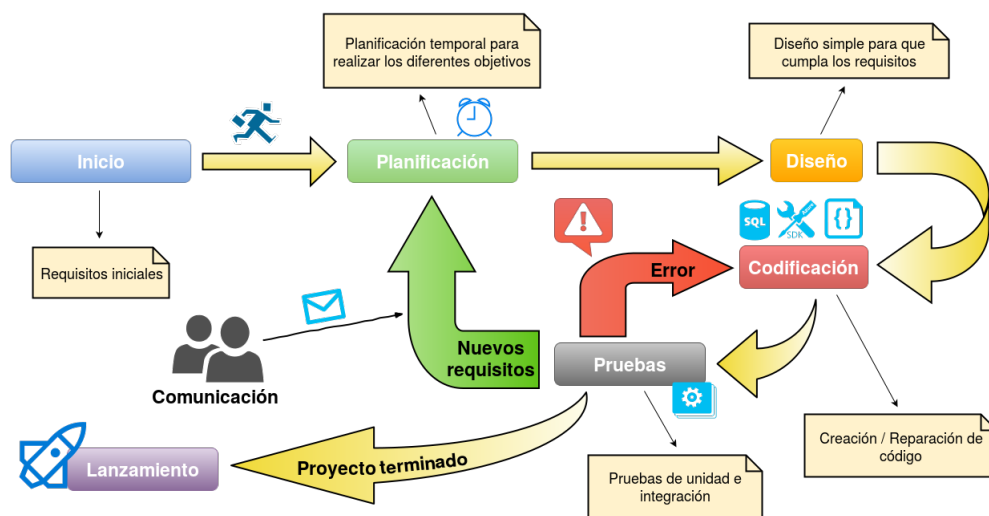 Planificación temporal para
realizar los diferentes objetivos
Diseño simple para que
cumpla los requisitos
Inicio
Planificación
Diseño
SQL
SDK
{}
Requisitos iniciales
Error
Codificación
Nuevos
requisitos
Pruebas
Comunicación
Proyecto terminado
Lanzamiento
Creación / Reparación de
código
Pruebas de unidad e
integración